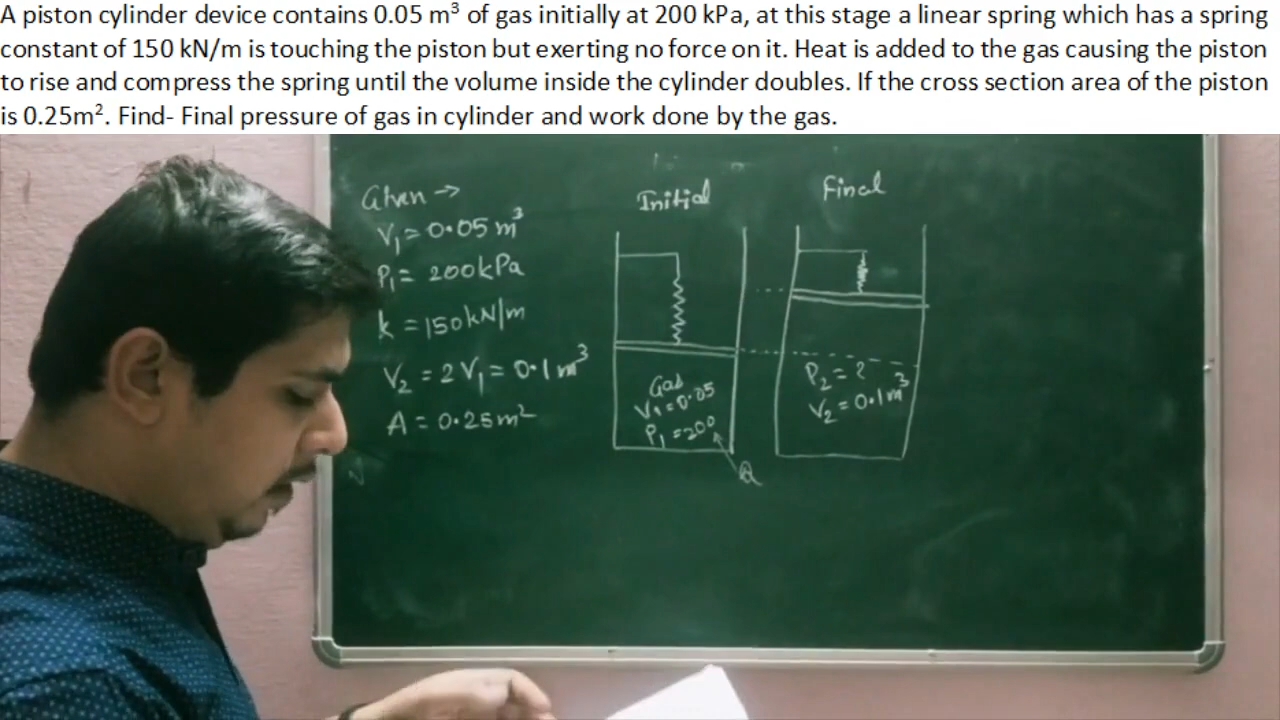 A piston cylinder device contains 0.05 m³ of gas initially at 200 kPa, at this stage a linear spring which has a spring
constant of 150 kN/m is touching the piston but exerting no force on it. Heat is added to the gas causing the piston
to rise and compress the spring until the volume inside the cylinder doubles. If the cross section area of the piston
is 0.25m². Find- Final pressure of gas in cylinder and work done by the gas.
Given →
V₁ = 0.05 m³
P₁ = 200kPa
k = 150kN/m
V₂ = 2V₁ = 0.1 m³
A = 0.25m²
Initial
Gas
V₁ = 0.05
P₁ = 200
Q
Final
P₂ = ?
V₂ = 0.1m³